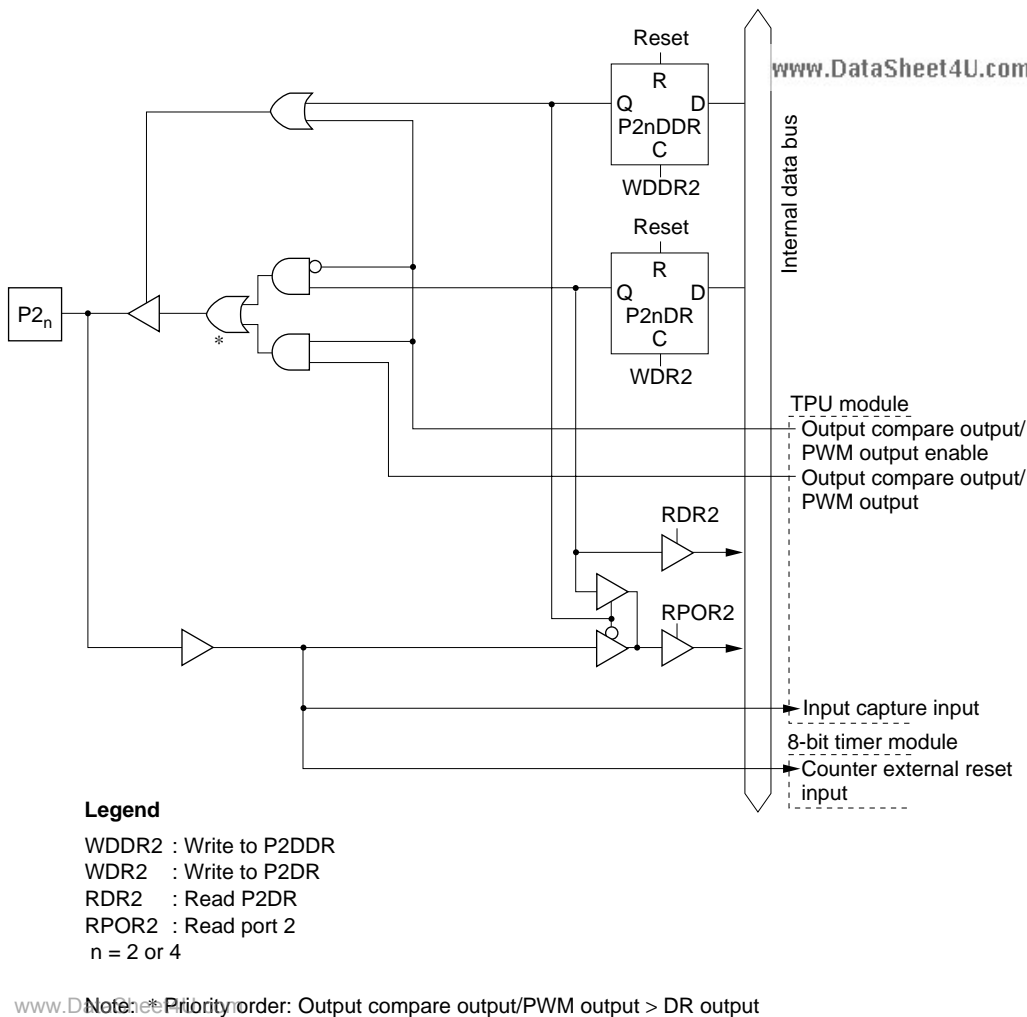 Reset
www.DataSheet4U.com
R
Q D
P2nDDR
C
WDDR2
Internal data bus
Reset
R
Q D
P2nDR
C
WDR2
P2n
*
TPU module
Output compare output/
PWM output enable
Output compare output/
PWM output
RDR2
RPOR2
Input capture input
8-bit timer module
Counter external reset
input
Legend
WDDR2 : Write to P2DDR
WDR2 : Write to P2DR
RDR2 : Read P2DR
RPOR2 : Read port 2
n = 2 or 4
www.DataSheet4U.com
Note: * Priority order: Output compare output/PWM output > DR output